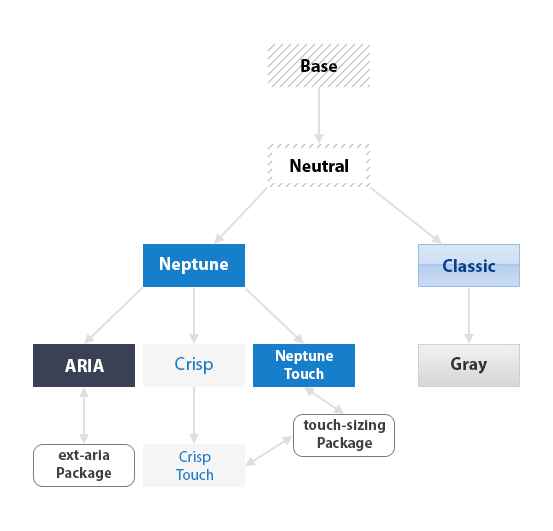 Base
Neutral
Neptune
Classic
ARIA
Crisp
Neptune
Touch
Gray
touch-sizing
Package
ext-aria
Package
Crisp
Touch